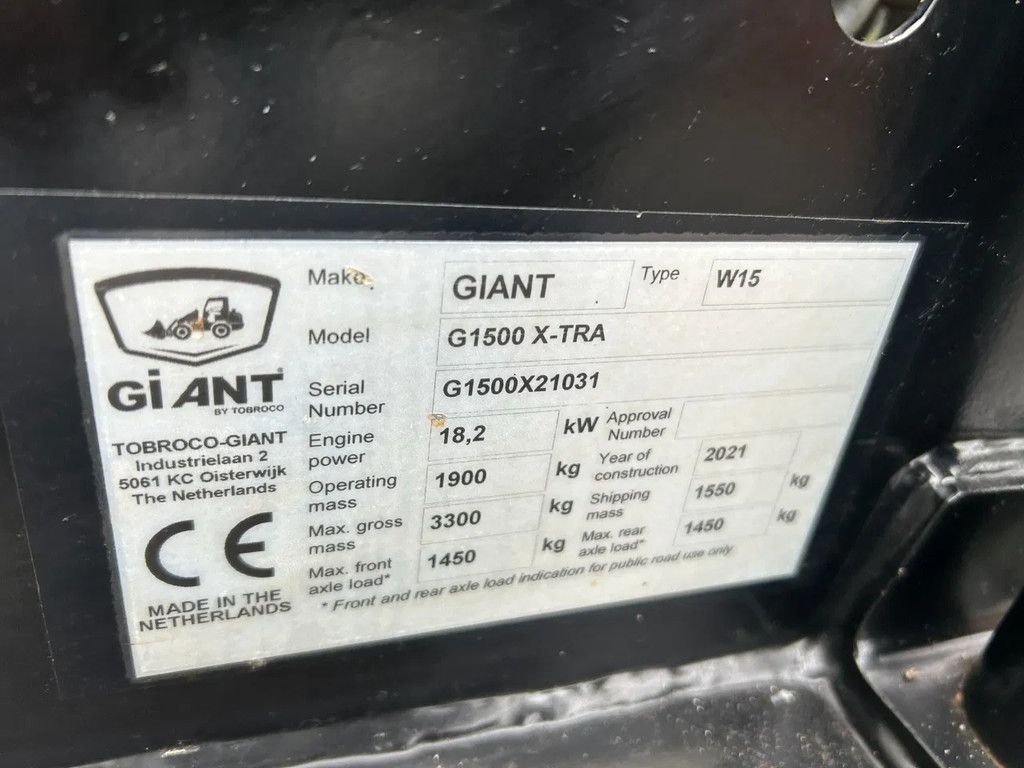 GiANT
BY TOBROCO
TOBROCO-GIANT
Industrielaan 2
5061 KC Oisterwijk
The Netherlands
CE
MADE IN THE
NETHERLANDS
Make GIANT Type W15
Model G1500 X-TRA
Serial Number G1500X21031
Engine power 18,2 kW Approval Number
Operating mass 1900 kg Year of construction 2021
Max. gross mass 3300 kg Shipping mass 1550 kg
Max. front axle load* 1450 kg Max. rear axle load* 1450 kg
* Front and rear axle load indication for public road use only